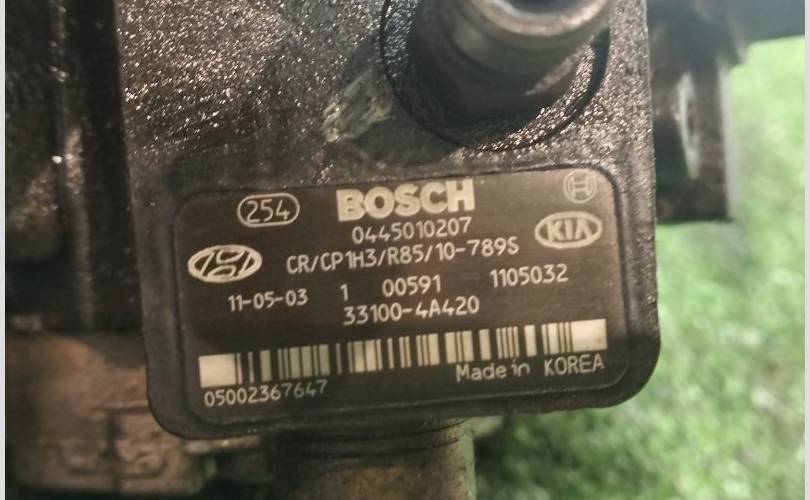 254 BOSCH
0445010207
KIA
CR/CP1H3/R85/10-789S
11-05-03 1 00591 1105032
33100-4A420
Made in KOREA
05002367647